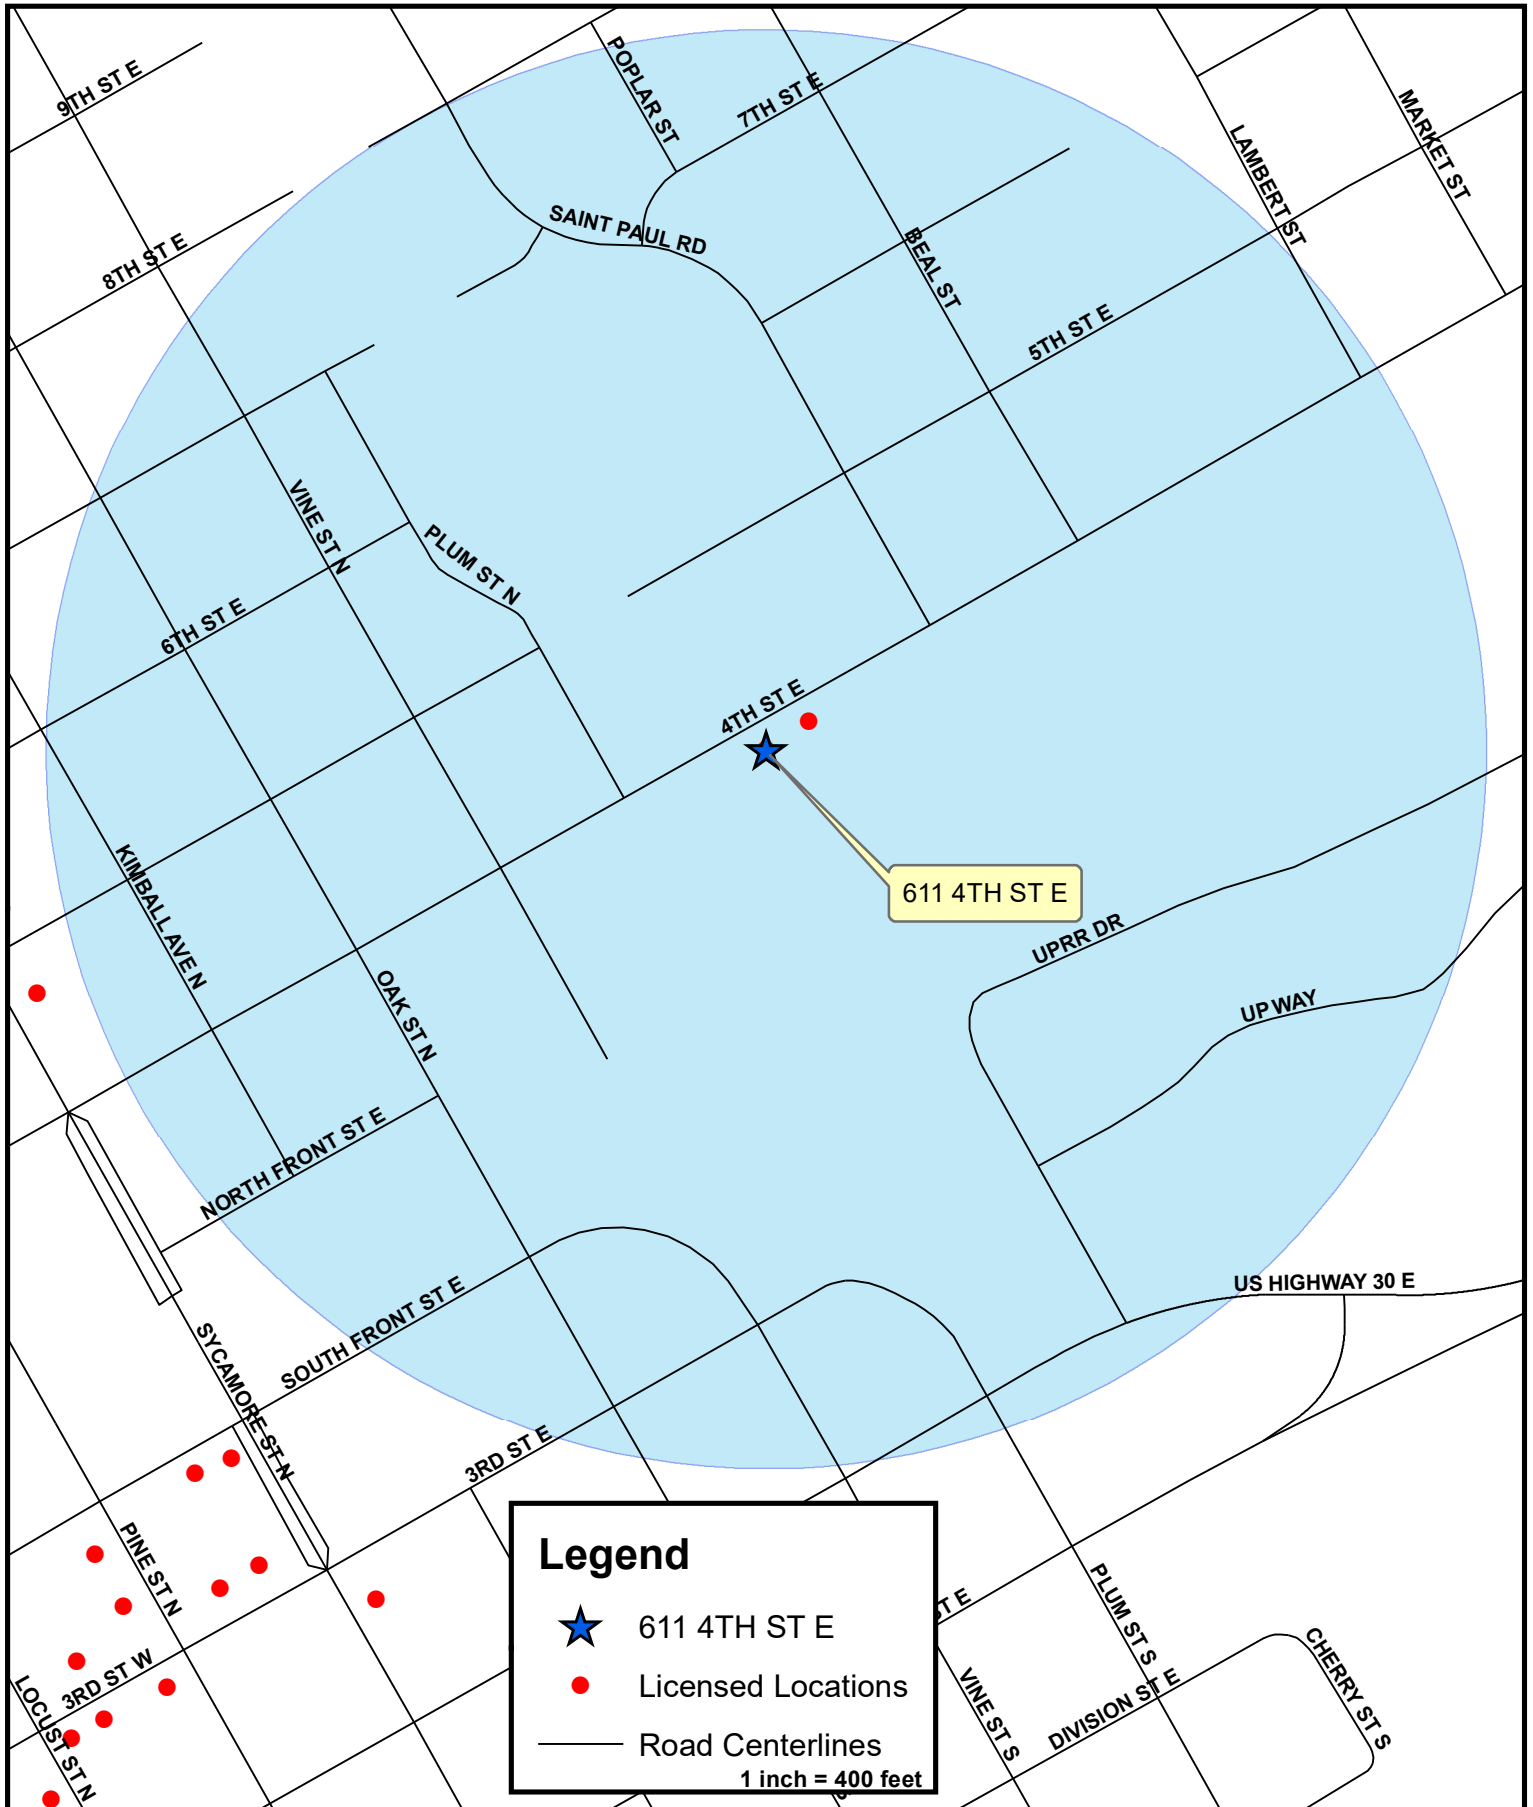 9TH ST E
POPLAR ST
7TH ST E
MARKET ST
LAMBERT ST
SAINT PAUL RD
8TH ST E
BEAL ST
5TH ST E
VINE ST N
PLUM ST N
6TH ST E
4TH ST E
611 4TH ST E
KIMBALL AVE N
UPRR DR
OAK ST N
UP WAY
NORTH FRONT ST E
US HIGHWAY 30 E
SOUTH FRONT ST E
SYCAMORE ST N
3RD ST E
PINE ST N
3RD ST W
LOCUST ST N
Legend
611 4TH ST E
Licensed Locations
Road Centerlines
1 inch = 400 feet
ST E
PLUM ST S
VINE ST S
DIVISION ST E
CHERRY ST S